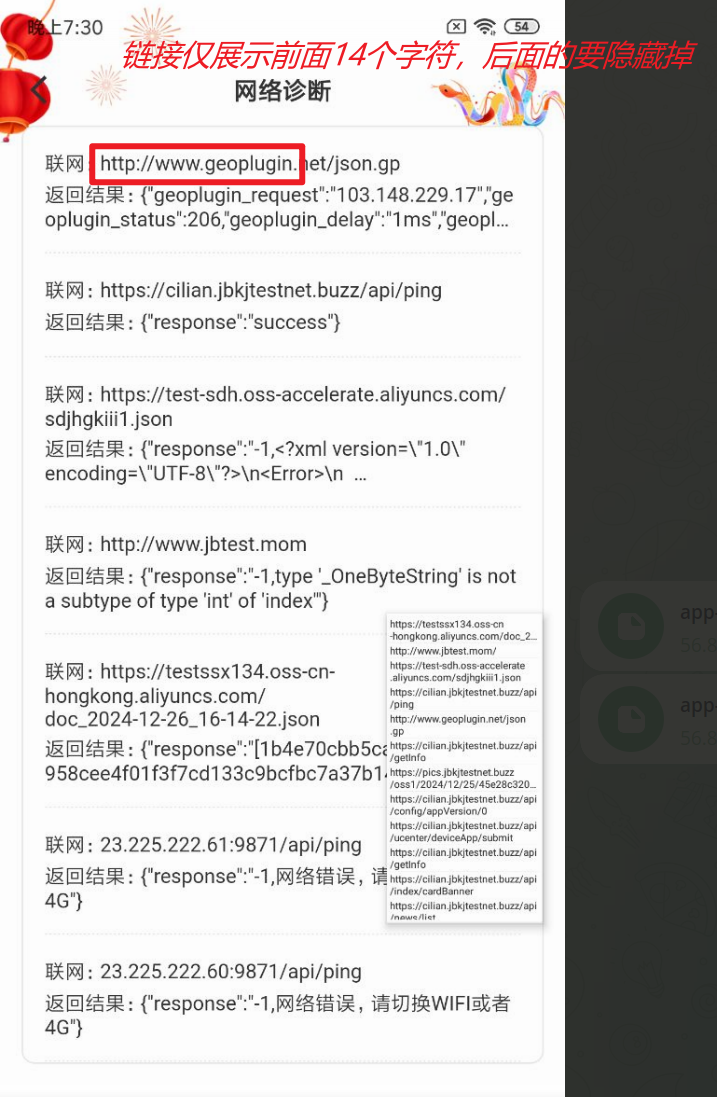 晚上7:30
54
链接仅展示前面14个字符，后面的要隐藏掉
网络诊断
联网：http://www.geoplugin.net/json.gp
返回结果：{"geoplugin_request":"103.148.229.17","ge
oplugin_status":206,"geoplugin_delay":"1ms","geopl...
联网：https://cilian.jbkjtestnet.buzz/api/ping
返回结果：{"response":"success"}
联网：https://test-sdh.oss-accelerate.aliyuncs.com/
sdjhgkiii1.json
返回结果：{"response":"-1,<?xml version=\"1.0\"
encoding=\"UTF-8\"?>\n<Error>\n  ...
联网：http://www.jbtest.mom
返回结果：{"response":"-1,type '_OneByteString' is not
a subtype of type 'int' of 'index'"}
联网：https://testssx134.oss-cn-
hongkong.aliyuncs.com/
doc_2024-12-26_16-14-22.json
返回结果：{"response":"[1b4e70cbb5ca
958cee4f01f3f7cd133c9bcfbc7a37b14
联网：23.225.222.61:9871/api/ping
返回结果：{"response":"-1,网络错误，请
4G"}
联网：23.225.222.60:9871/api/ping
返回结果：{"response":"-1,网络错误，请切换WIFI或者
4G"}
https://testssx134.oss-cn
-hongkong.aliyuncs.com/doc_2...
http://www.jbtest.mom/
https://test-sdh.oss-accelerate
.aliyuncs.com/sdjhgkiii1.json
https://cilian.jbkjtestnet.buzz/api
/ping
http://www.geoplugin.net/json
.gp
https://cilian.jbkjtestnet.buzz/api
/getInfo
https://pics.jbkjtestnet.buzz
/oss1/2024/12/25/45e28c320...
https://cilian.jbkjtestnet.buzz/api
/config/appVersion/0
https://cilian.jbkjtestnet.buzz/api
/ucenter/deviceApp/submit
https://cilian.jbkjtestnet.buzz/api
/getInfo
https://cilian.jbkjtestnet.buzz/api
/index/cardBanner
https://cilian.jbkjtestnet.buzz/api
/news/list
app-
56.8
app-
56.8